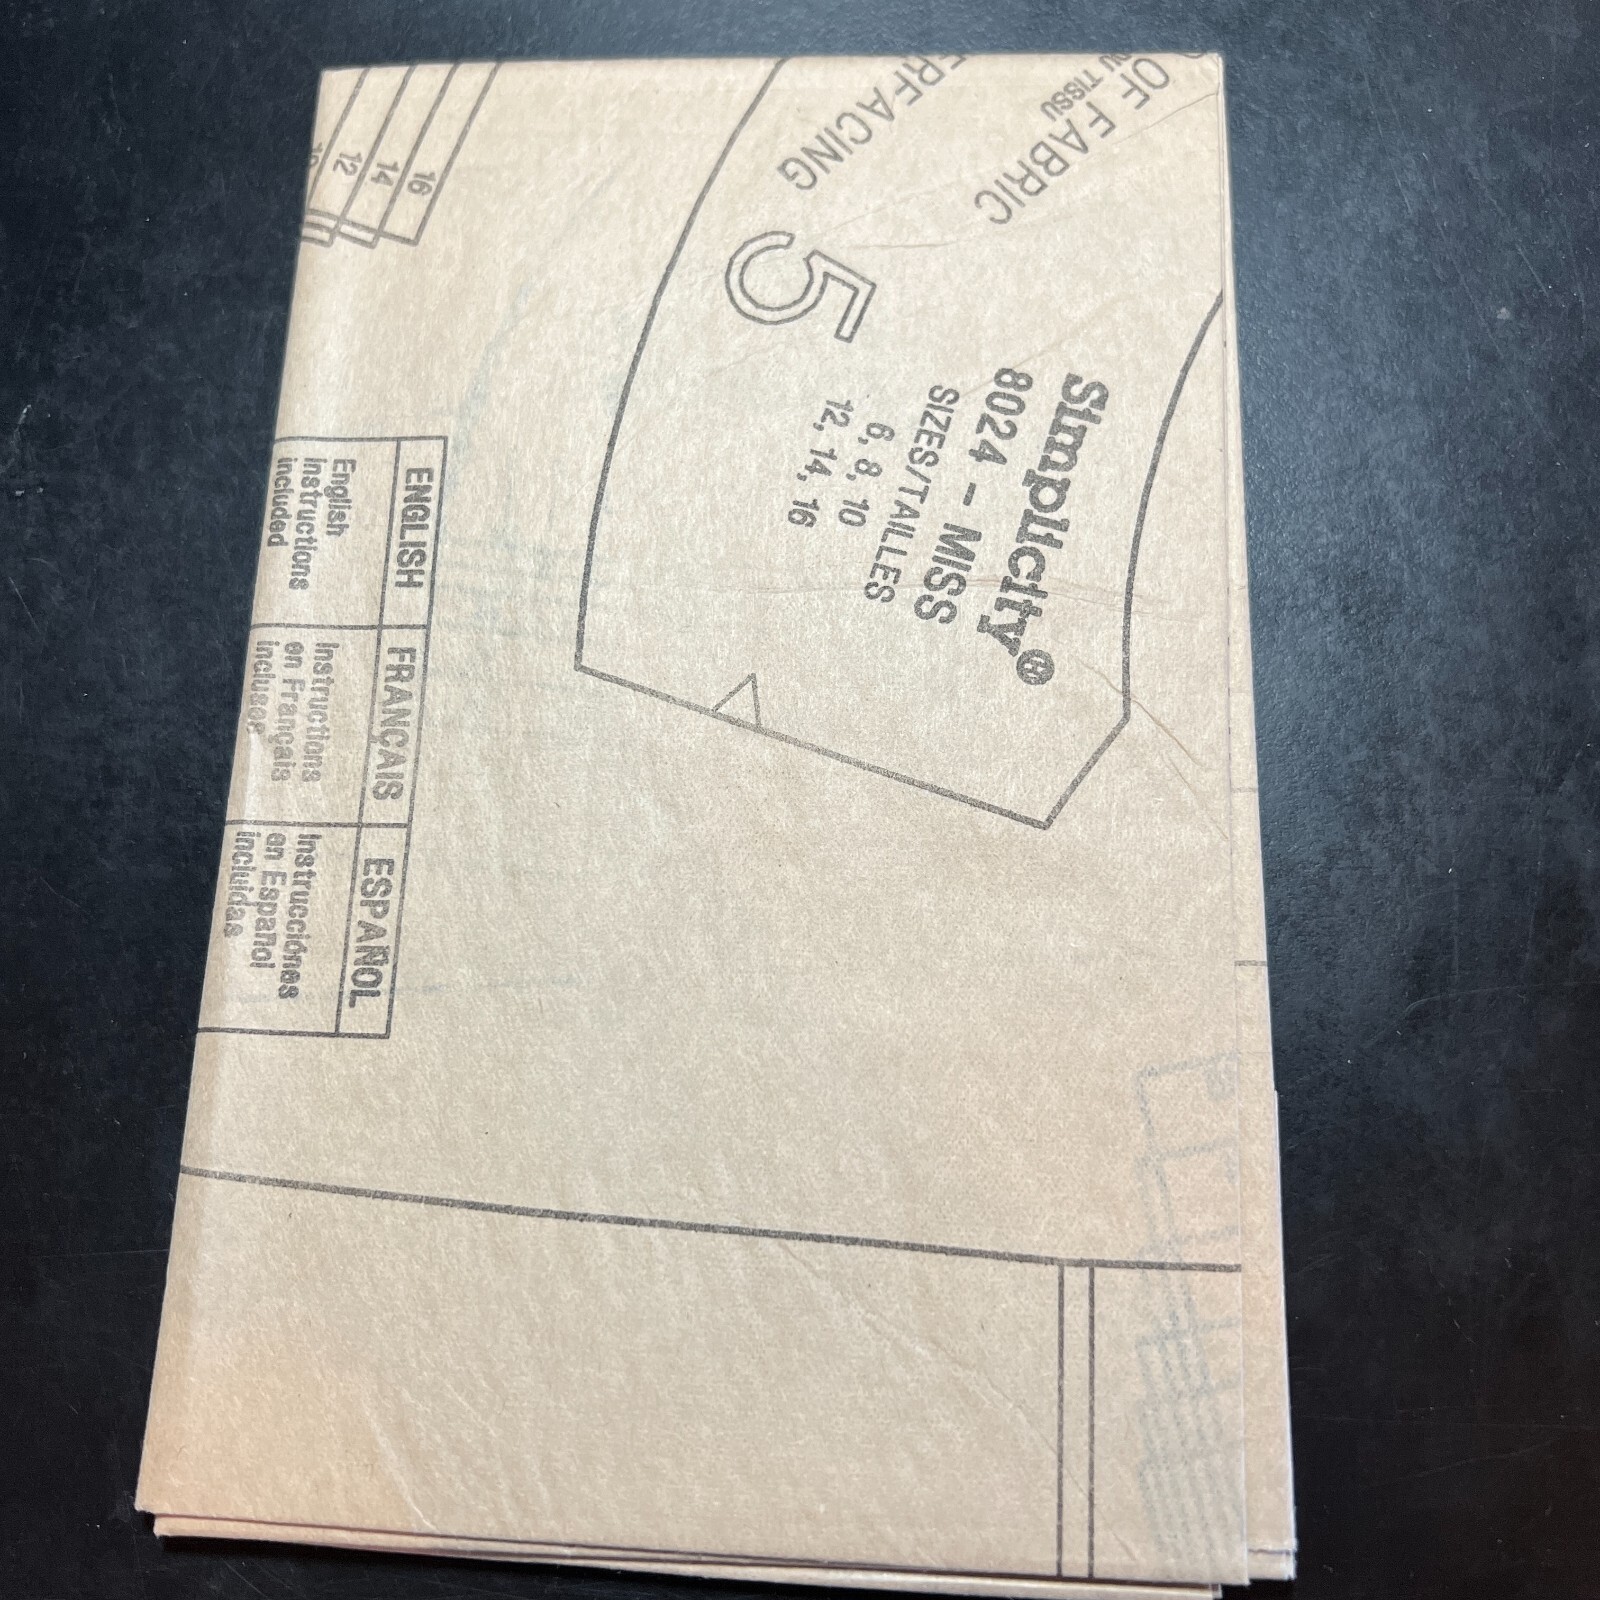 OF FABRIC
TISSU
ERFACING
5
Simplicity®
8024 - MISS
SIZES/TAILLES
6, 8, 10
12, 14, 16
16
14
12
ENGLISH
English
instructions
included
FRANÇAIS
Instructions
en Français
incluses
ESPAÑOL
Instrucciónes
en Español
incluidas